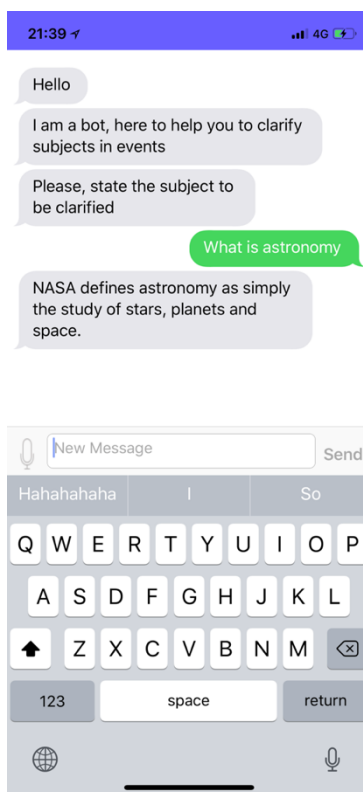 21:39
4G
Hello
I am a bot, here to help you to clarify
subjects in events
Please, state the subject to
be clarified
What is astronomy
NASA defines astronomy as simply
the study of stars, planets and
space.
New Message
Send
Hahahahaha I So
Q W E R T Y U I O P
A S D F G H J K L
Z X C V B N M
123 space return